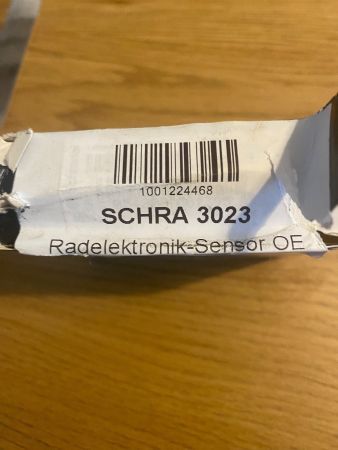 1001224468
SCHRA 3023
Radelektronik-Sensor OE